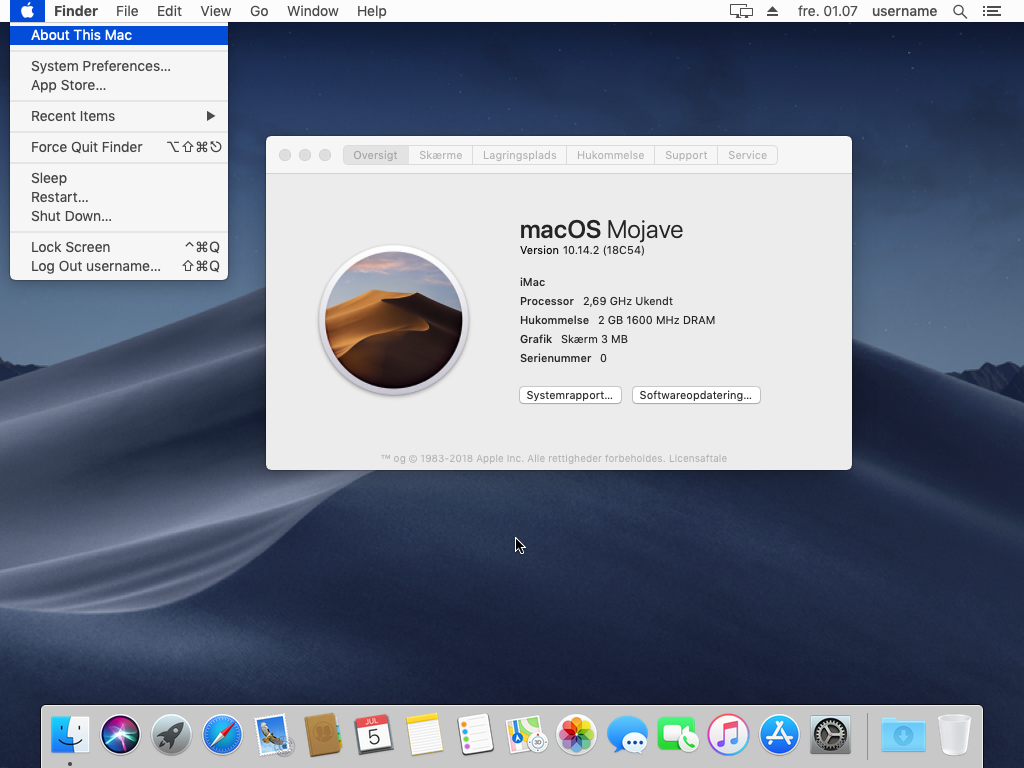 Finder File Edit View Go Window Help fre. 01.07 username
About This Mac
System Preferences...
App Store...
Recent Items ▶
Force Quit Finder ⌥⇧⌘⎋
Sleep
Restart...
Shut Down...
Lock Screen ^⌘Q
Log Out username... ⇧⌘Q
Oversigt Skærme Lagringsplads Hukommelse Support Service
macOS Mojave
Version 10.14.2 (18C54)
iMac
Processor 2,69 GHz Ukendt
Hukommelse 2 GB 1600 MHz DRAM
Grafik Skærm 3 MB
Serienummer 0
Systemrapport... Softwareopdatering...
™ og © 1983-2018 Apple Inc. Alle rettigheder forbeholdes. Licensaftale
JUL
5